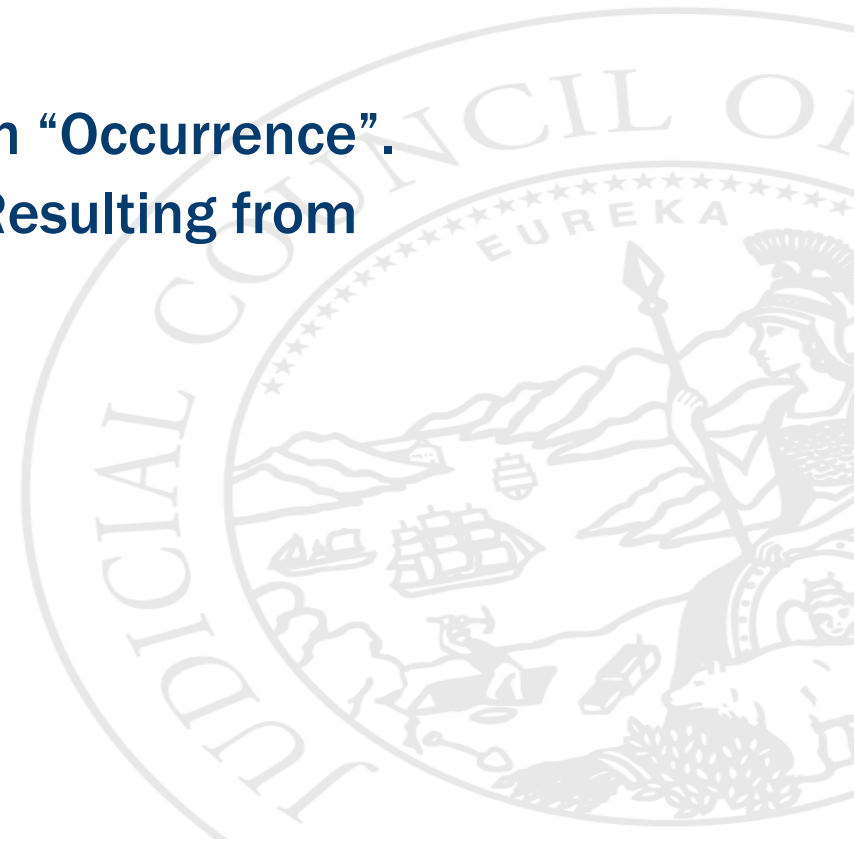 n “Occurrence”.
Resulting from
JUDICIAL COUNCIL OF
EUREKA